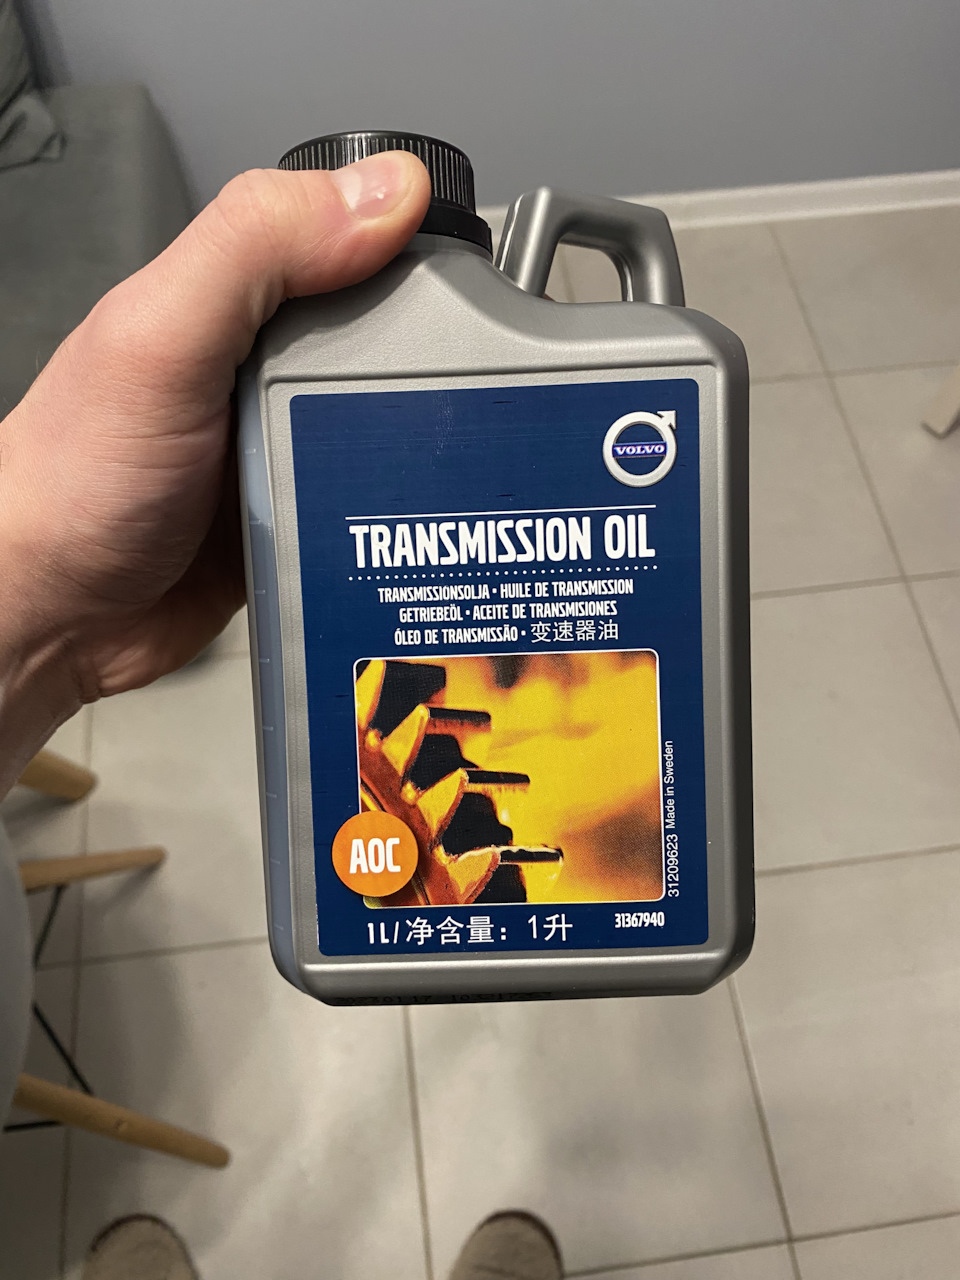 VOLVO
TRANSMISSION OIL
TRANSMISSIONSOLJA • HUILE DE TRANSMISSION
GETRIEBEÖL • ACEITE DE TRANSMISIONES
ÓLEO DE TRANSMISSÃO • 变速器油
AOC
31209623 Made in Sweden
1L/净含量：1升
31367940